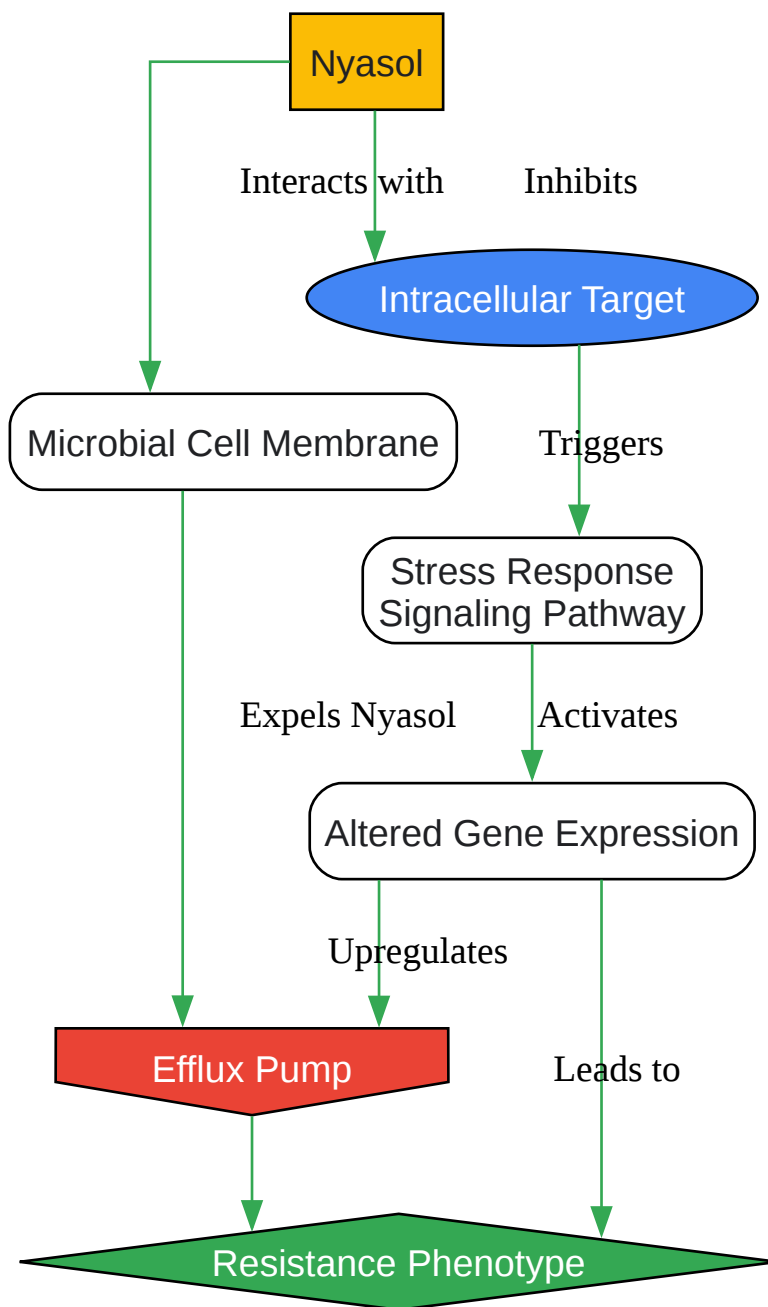 Nyasol
Interacts with
Inhibits
Intracellular Target
Microbial Cell Membrane
Triggers
Stress Response
Signaling Pathway
Expels Nyasol
Activates
Altered Gene Expression
Upregulates
Efflux Pump
Leads to
Resistance Phenotype